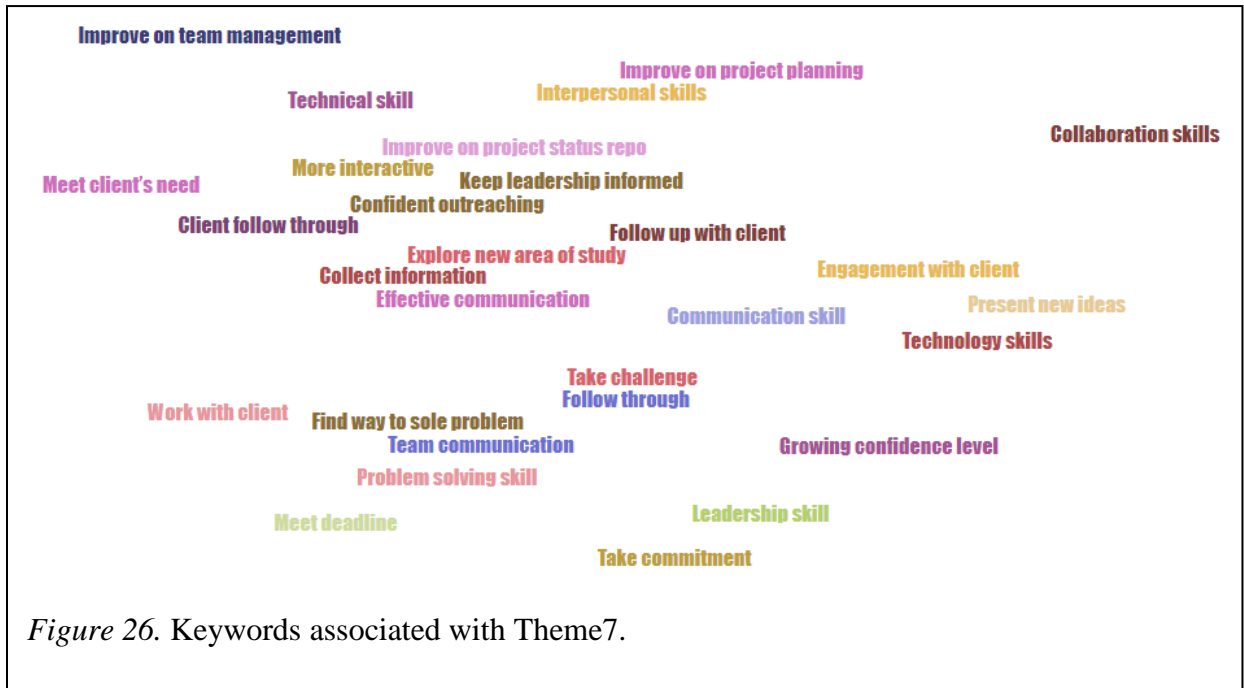 Improve on team management
Improve on project planning
Interpersonal skills
Technical skill
Collaboration skills
Improve on project status repo
More interactive
Keep leadership informed
Meet client's need
Confident outreaching
Client follow through
Follow up with client
Explore new area of study
Engagement with client
Collect information
Effective communication
Present new ideas
Communication skill
Technology skills
Take challenge
Follow through
Work with client
Find way to sole problem
Team communication
Growing confidence level
Problem solving skill
Leadership skill
Meet deadline
Take commitment
Figure 26. Keywords associated with Theme7.